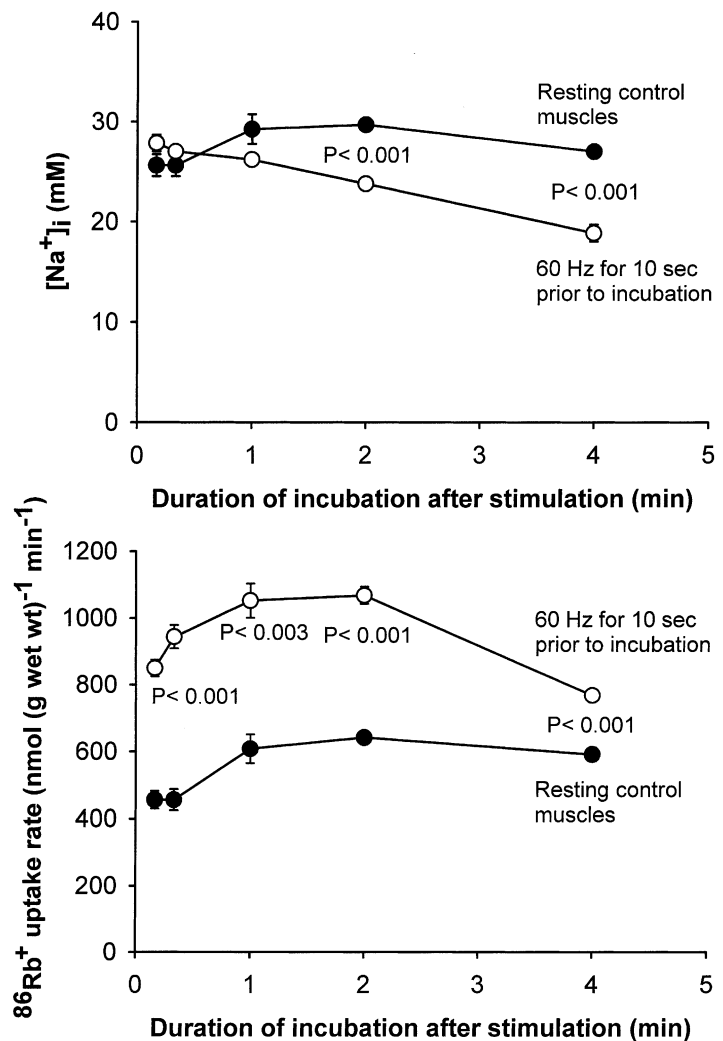 40
30
20
10
0
[Na+]i (mM)
Resting control
muscles
P< 0.001
P< 0.001
60 Hz for 10 sec
prior to incubation
0 1 2 3 4 5
Duration of incubation after stimulation (min)
1200
1000
800
600
400
200
0
86Rb+ uptake rate (nmol (g wet wt)-1 min-1)
60 Hz for 10 sec
prior to incubation
P< 0.003
P< 0.001
P< 0.001
P< 0.001
Resting control
muscles
0 1 2 3 4 5
Duration of incubation after stimulation (min)